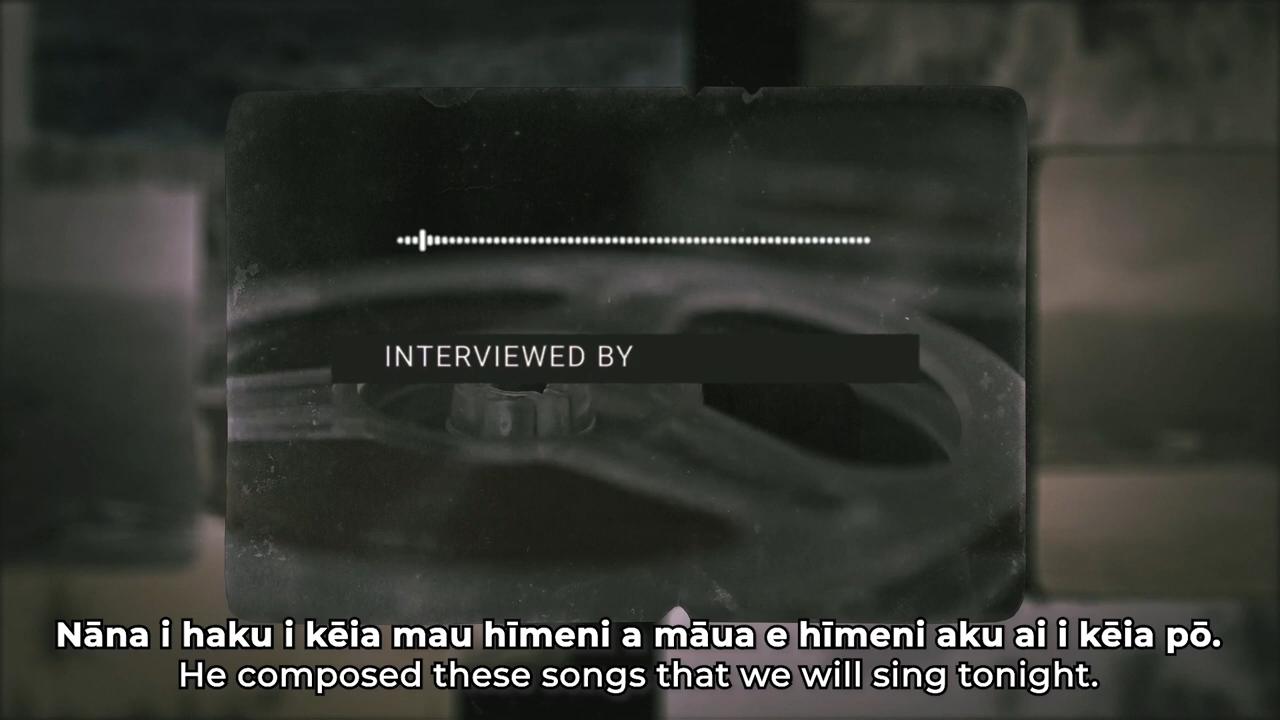 INTERVIEWED BY
Nāna i haku i kēia mau hīmeni a māua e hīmeni aku ai i kēia pō.
He composed these songs that we will sing tonight.